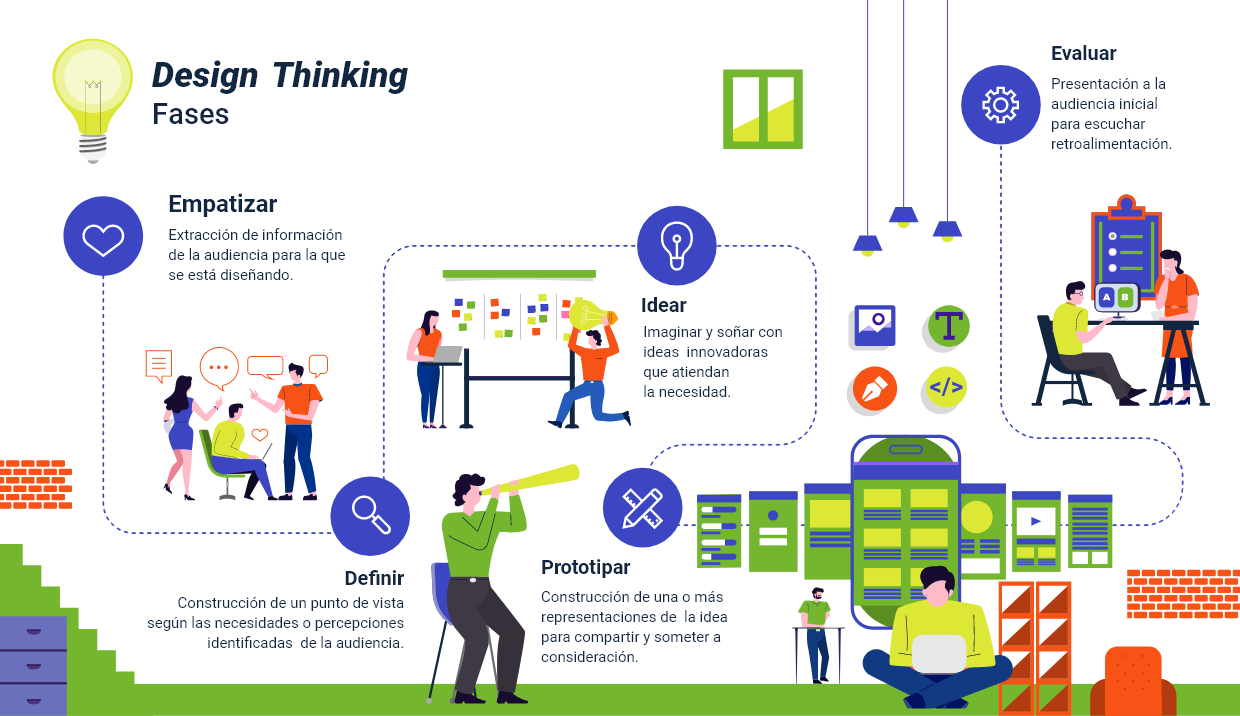 Design Thinking
Fases
Empatizar
Extracción de información
de la audiencia para la que
se está diseñando.
Definir
Construcción de un punto de vista
según las necesidades o percepciones
identificadas de la audiencia.
Idear
Imaginar y soñar con
ideas innovadoras
que atiendan
la necesidad.
Prototipar
Construcción de una o más
representaciones de la idea
para compartir y someter a
consideración.
Evaluar
Presentación a la
audiencia inicial
para escuchar
retroalimentación.
T
</>
A B